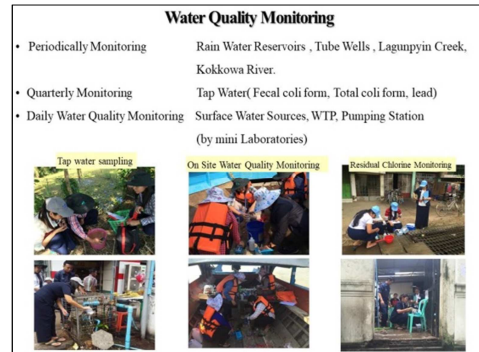 Water Quality Monitoring
• Periodically Monitoring Rain Water Reservoirs , Tube Wells , Lagunpyin Creek,
Kokkowa River.
• Quarterly Monitoring Tap Water( Fecal coli form, Total coli form, lead)
• Daily Water Quality Monitoring Surface Water Sources, WTP, Pumping Station
(by mini Laboratories)
Tap water sampling
On Site Water Quality Monitoring
Residual Chlorine Monitoring